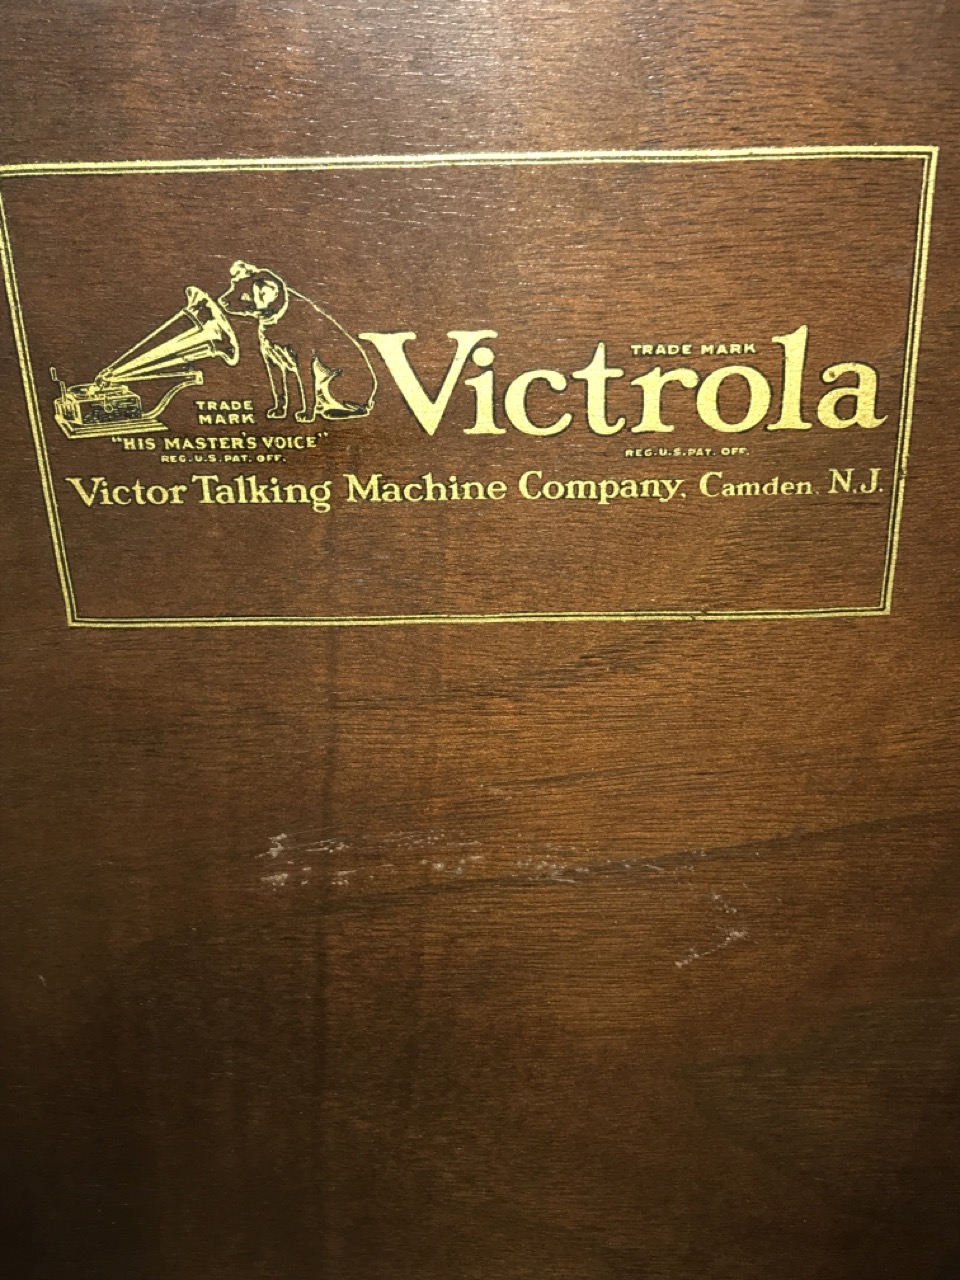 Victrola
TRADE MARK
REG. U.S. PAT. OFF.
TRADE
MARK
"HIS MASTER'S VOICE"
REG. U.S. PAT. OFF.
Victor Talking Machine Company, Camden, N.J.